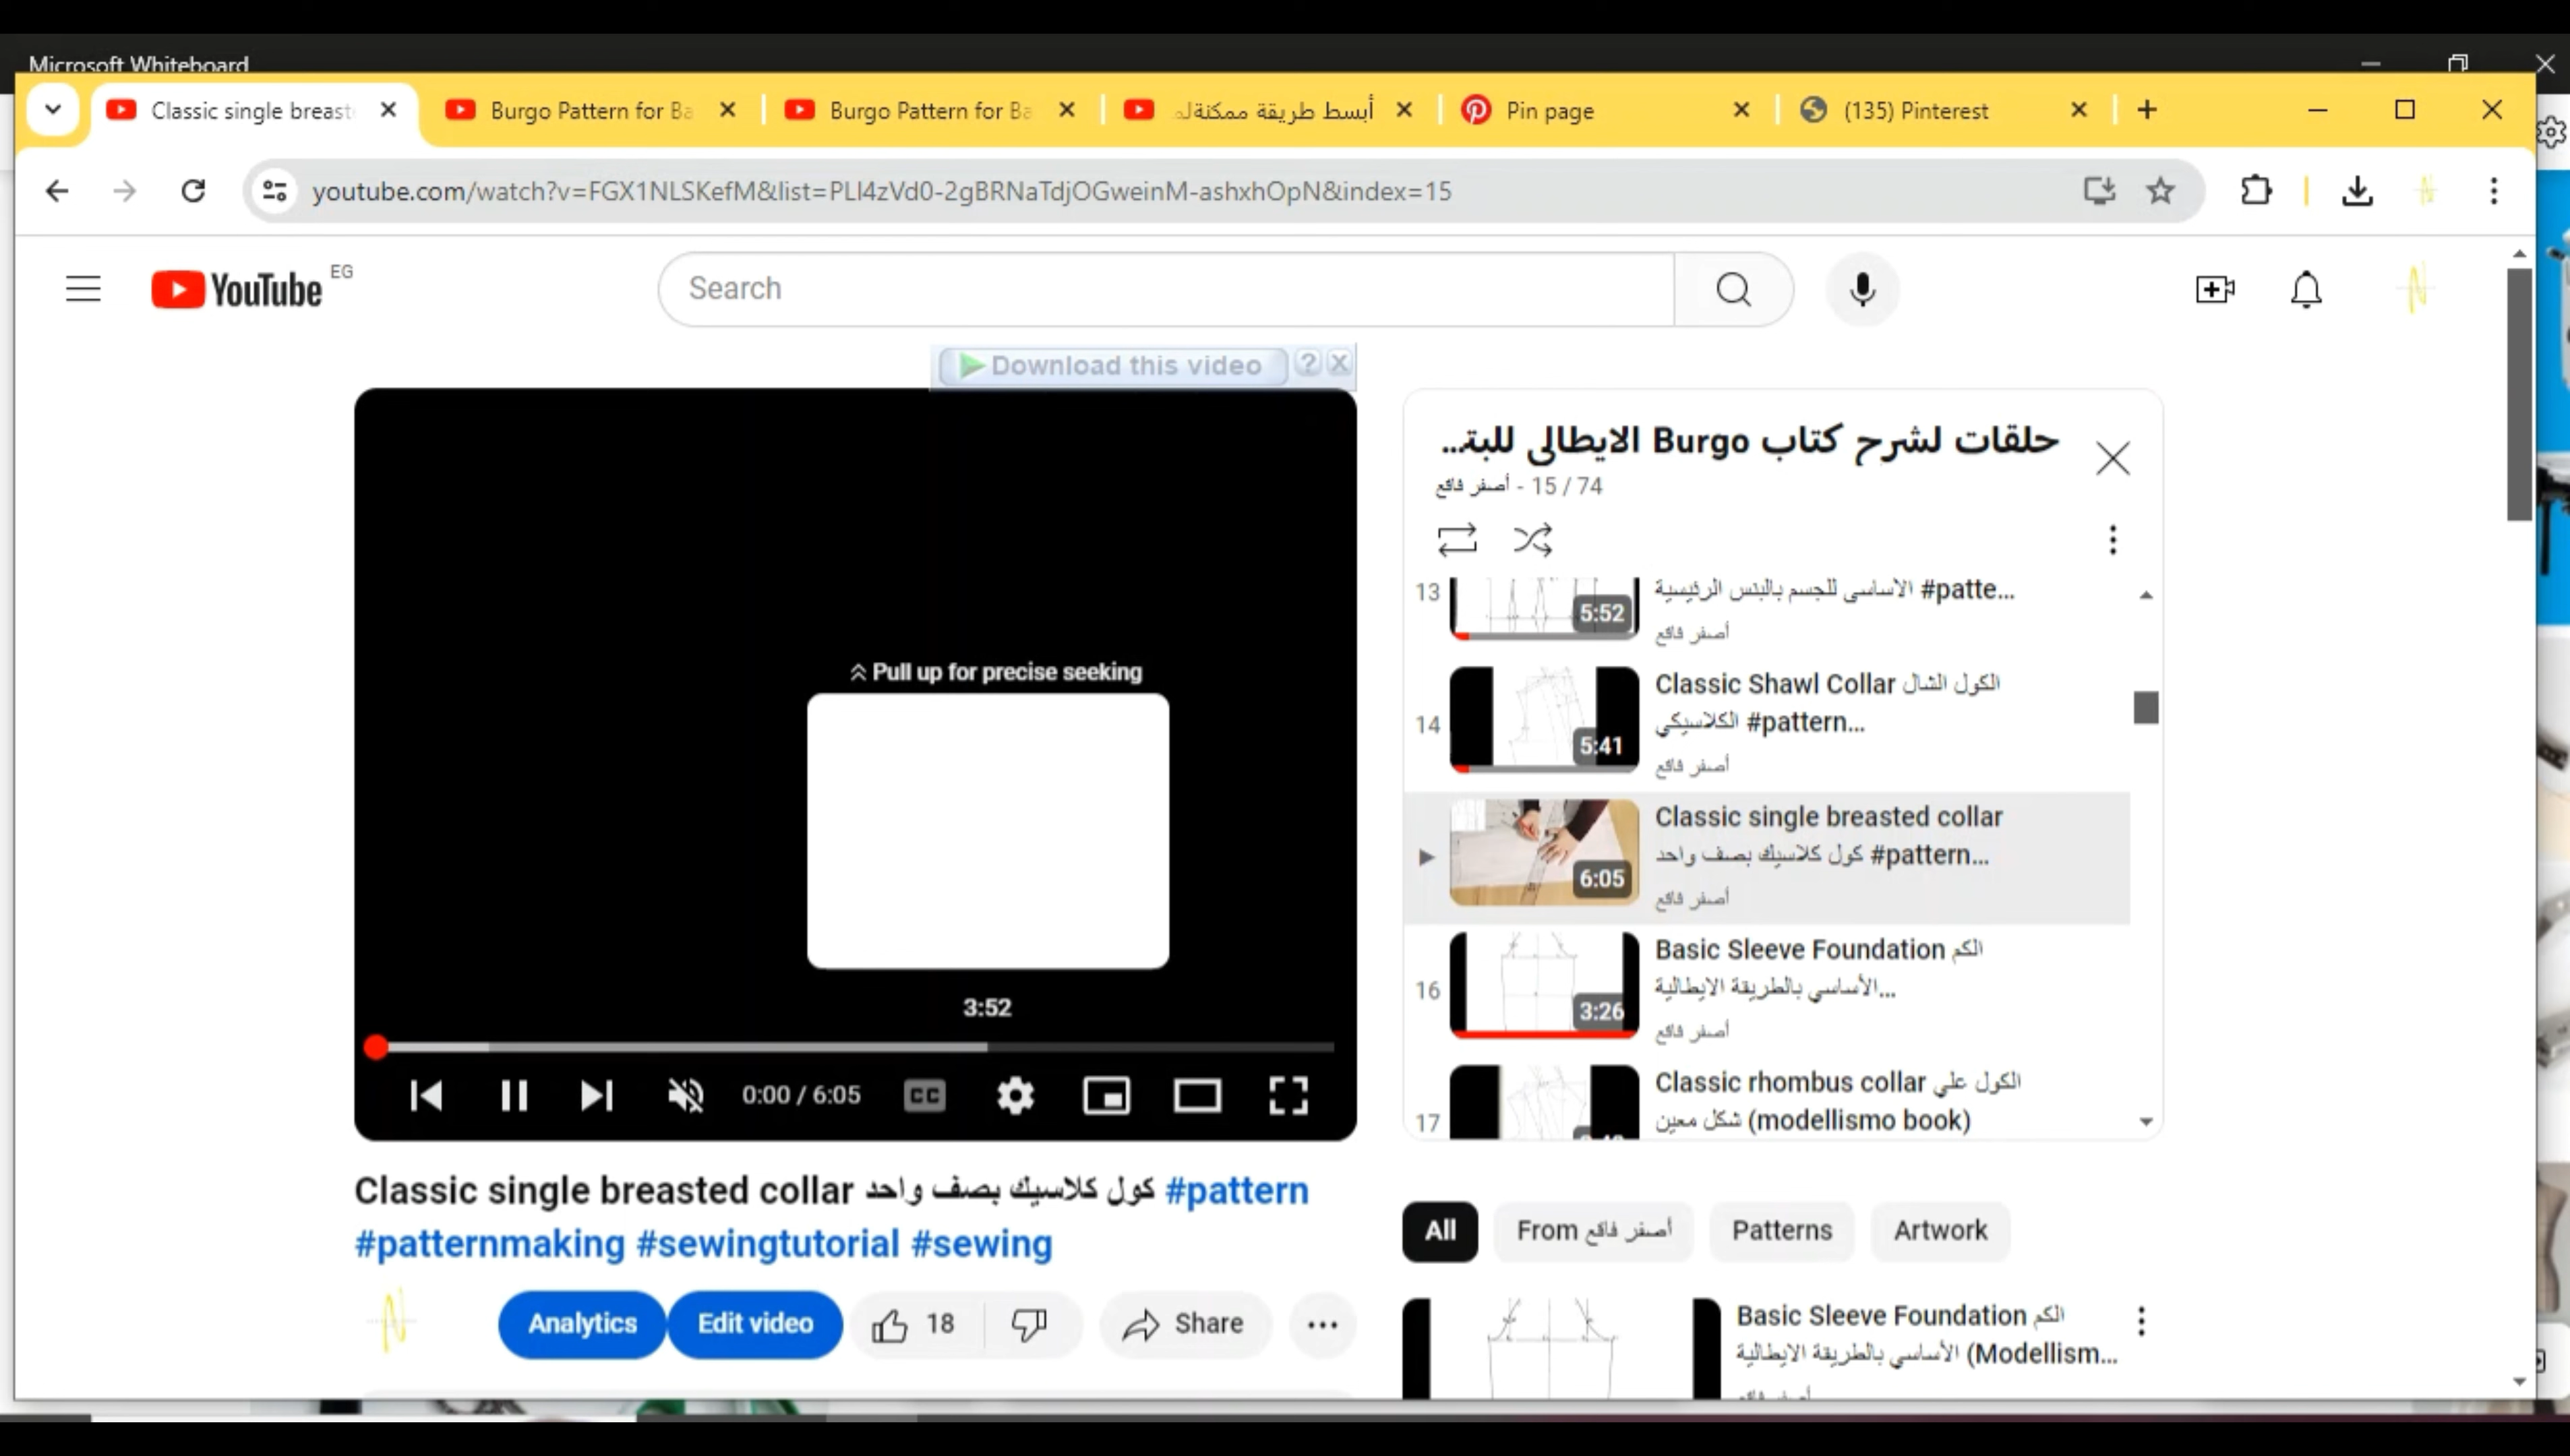 Microsoft Whiteboard
Classic single breast
Burgo Pattern for Ba
Burgo Pattern for Ba
أبسط طريقة ممكنةلـ
Pin page
(135) Pinterest
youtube.com/watch?v=FGX1NLSKefM&list=PLI4zVd0-2gBRNaTdjOGweinM-ashxhOpN&index=15
YouTube EG
Search
Download this video ? X
Pull up for precise seeking
3:52
0:00 / 6:05
CC
Classic single breasted collar كول كلاسيك بصف واحد #pattern
#patternmaking #sewingtutorial #sewing
Analytics
Edit video
18
Share
حلقات لشرح كتاب Burgo الايطالى للبتـ...
أصفر فاقع - 15 / 74
13
5:52
الاساسى للجسم بالبنس الرئيسية #patte...
أصفر فاقع
14
5:41
Classic Shawl Collar الكول الشال
الكلاسيكي #pattern...
أصفر فاقع
6:05
Classic single breasted collar
كول كلاسيك بصف واحد #pattern...
أصفر فاقع
16
3:26
Basic Sleeve Foundation الكم
الأساسي بالطريقة الايطالية...
أصفر فاقع
17
Classic rhombus collar الكول علي
شكل معين (modellismo book)
All
From أصفر فاقع
Patterns
Artwork
Basic Sleeve Foundation الكم
الأساسي بالطريقة الايطالية (Modellism...